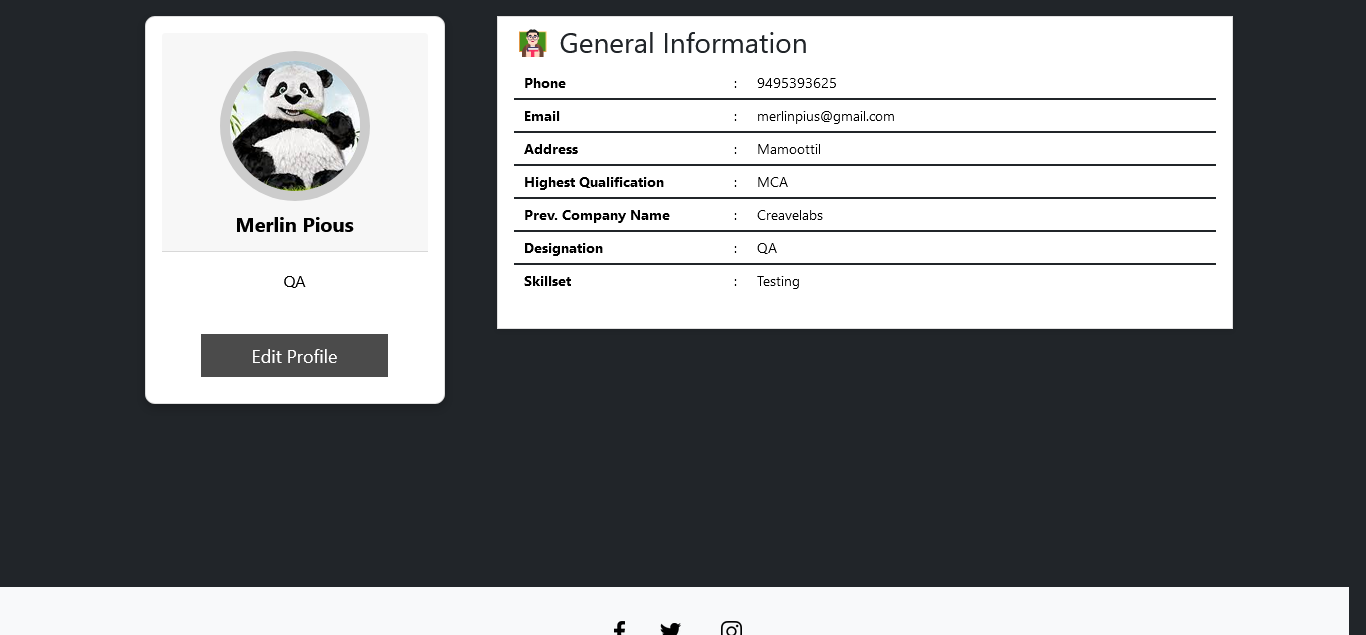 Merlin Pious
QA
Edit Profile
General Information
Phone : 9495393625
Email : merlinpius@gmail.com
Address : Mamoottil
Highest Qualification : MCA
Prev. Company Name : Creavelabs
Designation : QA
Skillset : Testing